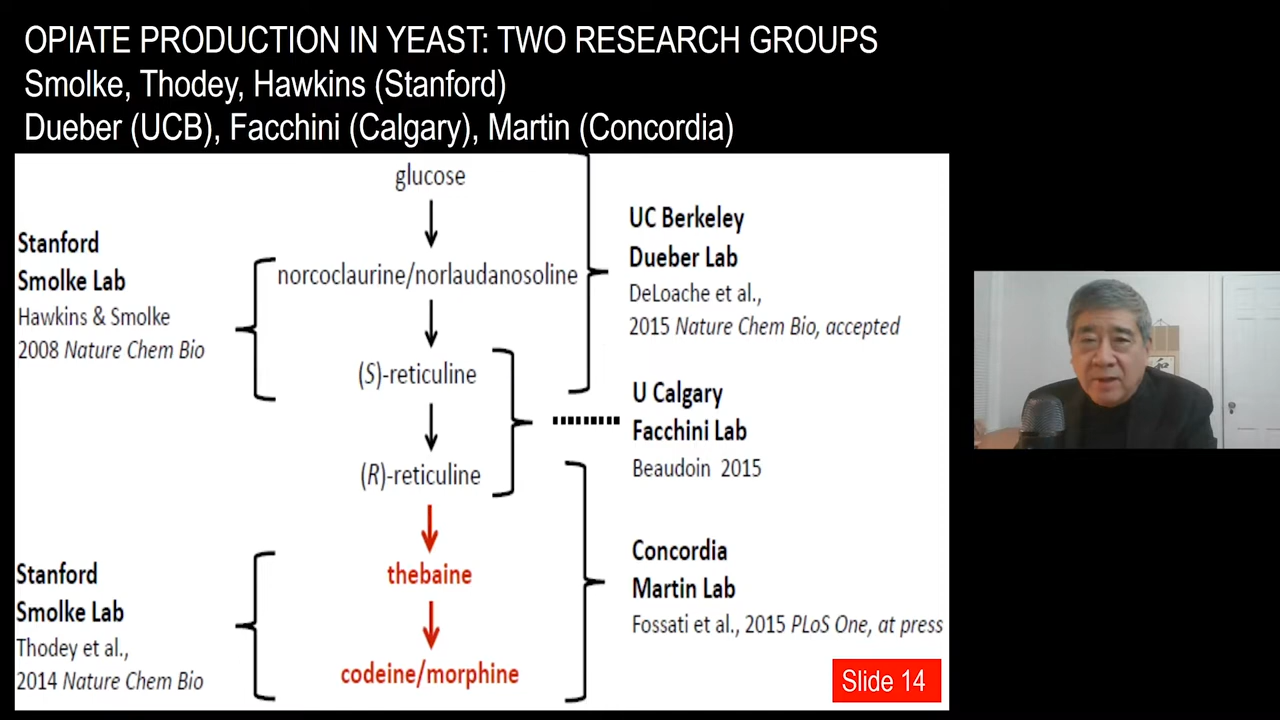 OPIATE PRODUCTION IN YEAST: TWO RESEARCH GROUPS
Smolke, Thodey, Hawkins (Stanford)
Dueber (UCB), Facchini (Calgary), Martin (Concordia)
glucose
norcoclaurine/norlaudanosoline
(S)-reticuline
(R)-reticuline
thebaine
codeine/morphine
Stanford
Smolke Lab
Hawkins & Smolke
2008 Nature Chem Bio
Stanford
Smolke Lab
Thodey et al.,
2014 Nature Chem Bio
UC Berkeley
Dueber Lab
DeLoache et al.,
2015 Nature Chem Bio, accepted
U Calgary
Facchini Lab
Beaudoin 2015
Concordia
Martin Lab
Fossati et al., 2015 PLoS One, at press
Slide 14